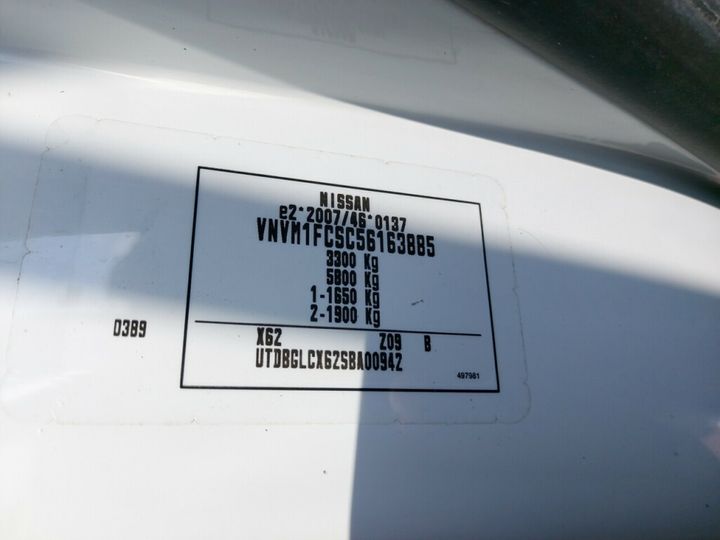 NISSAN
e2*2007/46*0137
VNVM1FCSC56163885
3300 Kg
5800 Kg
1-1650 Kg
2-1900 Kg
D389
X62 Z09 B
UTDBGLCX62SBA00942
497981